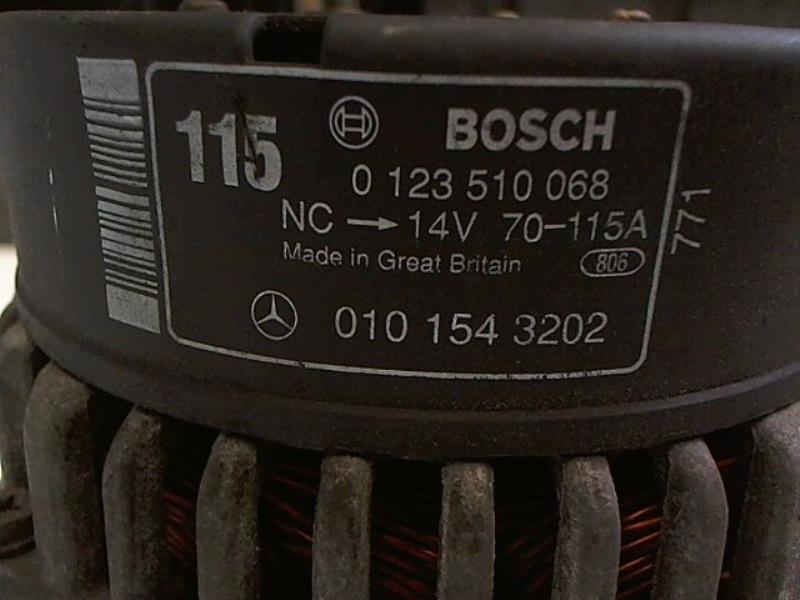 115 BOSCH
0 123 510 068
NC → 14V 70-115A
Made in Great Britain 806
010 154 3202
771